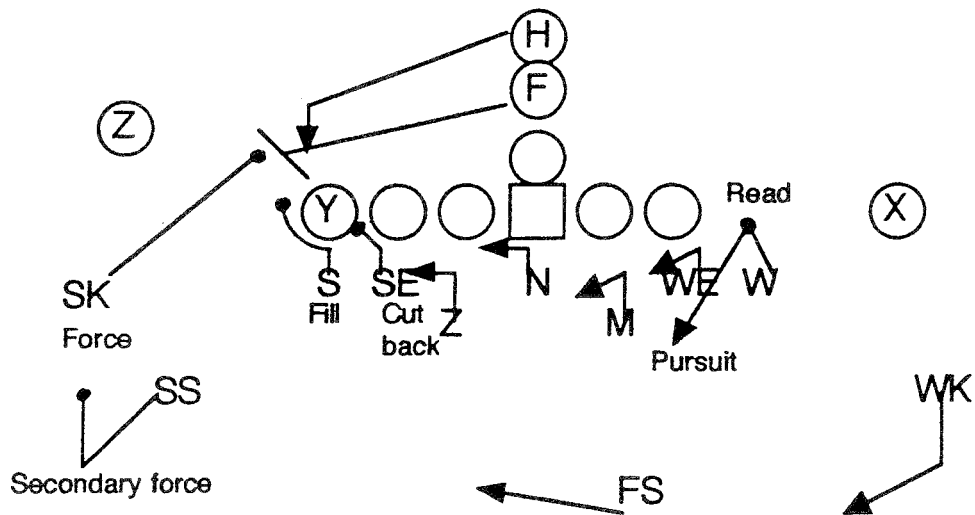 H
F
Z
Y
X
Read
SK
S
SE
N
WE
W
Force
Fill
Cut
back
Z
M
Pursuit
SS
WK
Secondary force
FS